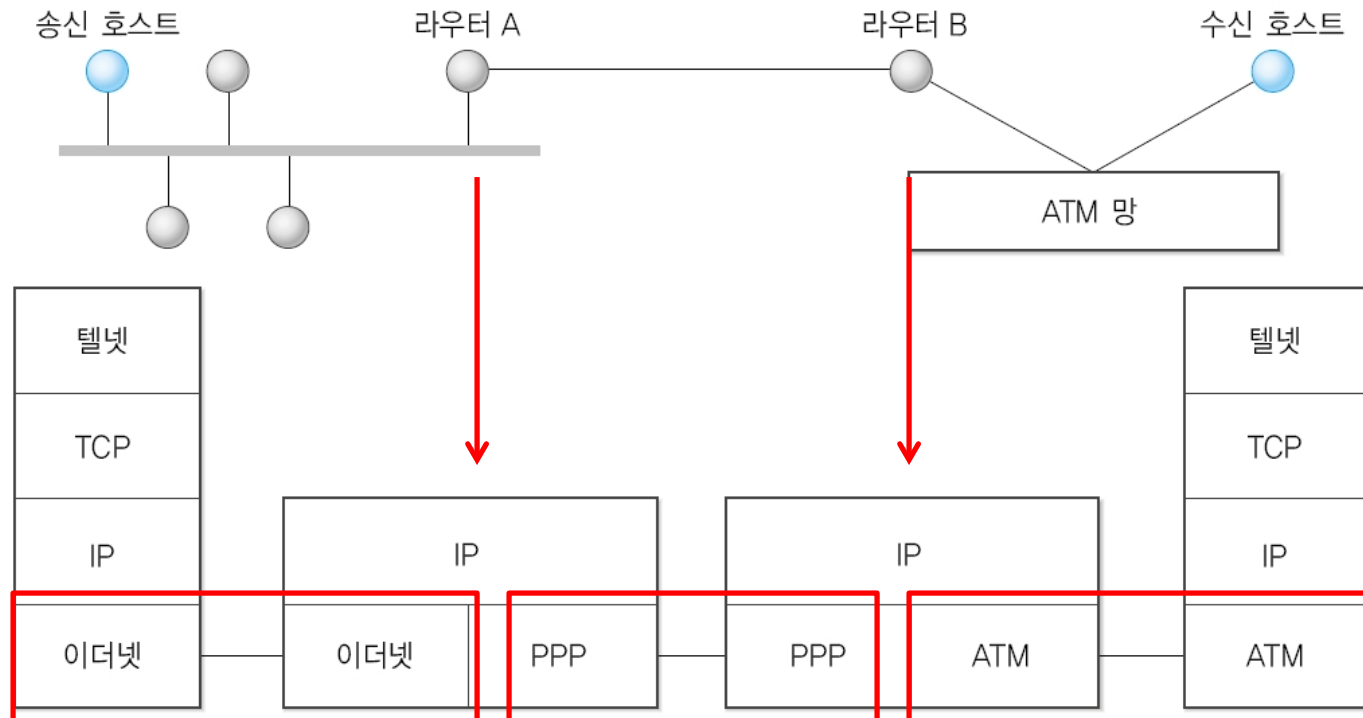 송신 호스트
라우터 A
라우터 B
수신 호스트
ATM 망
텔넷
텔넷
TCP
TCP
IP
IP
IP
IP
이더넷
이더넷
PPP
PPP
ATM
ATM